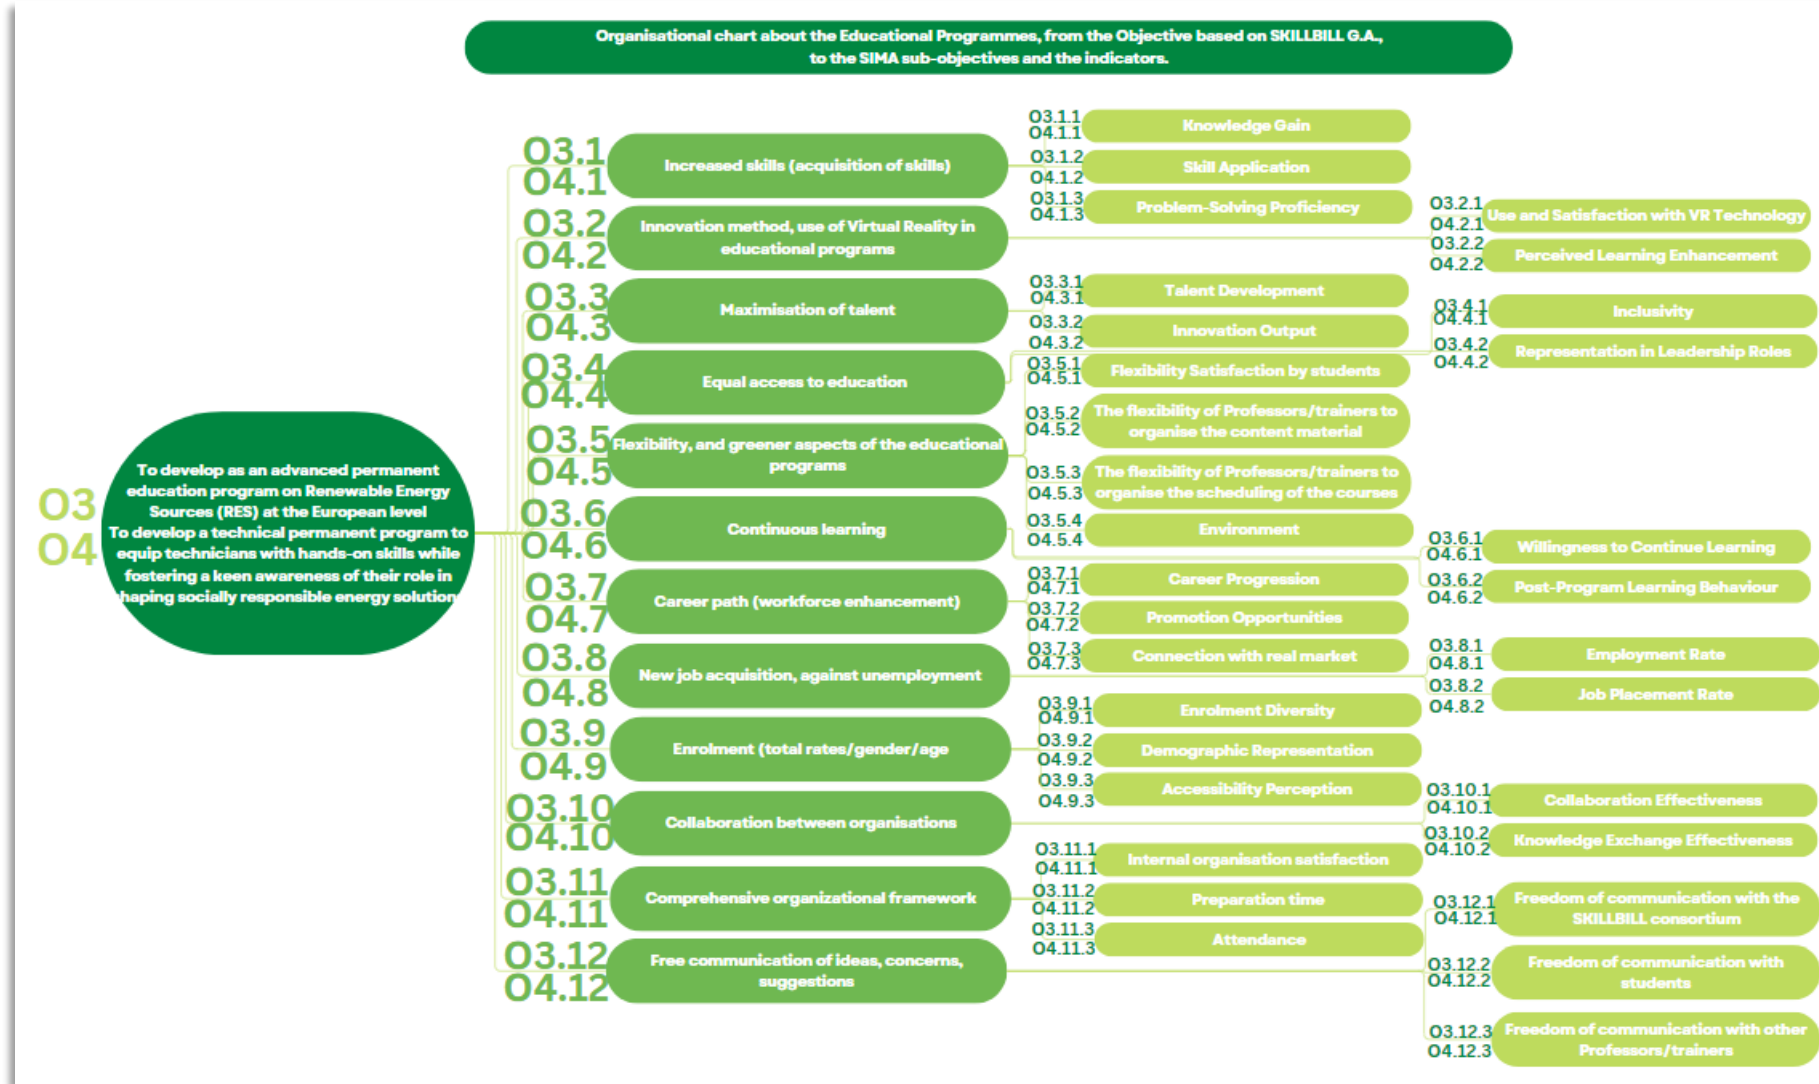 Organisational chart about the Educational Programmes, from the Objective based on SKILLBILL G.A.,
to the SIMA sub-objectives and the indicators.
O3
O4
To develop as an advanced permanent
education program on Renewable Energy
Sources (RES) at the European level
To develop a technical permanent program to
equip technicians with hands-on skills while
fostering a keen awareness of their role in
haping socially responsible energy solution
O3.1
O4.1
Increased skills (acquisition of skills)
O3.1.1
O4.1.1
Knowledge Gain
O3.1.2
O4.1.2
Skill Application
O3.1.3
O4.1.3
Problem-Solving Proficiency
O3.2
O4.2
Innovation method, use of Virtual Reality in
educational programs
O3.2.1
O4.2.1
Use and Satisfaction with VR Technology
O3.2.2
O4.2.2
Perceived Learning Enhancement
O3.3
O4.3
Maximisation of talent
O3.3.1
O4.3.1
Talent Development
O3.3.2
O4.3.2
Innovation Output
O3.4
O4.4
Equal access to education
O3.4.1
O4.4.1
Inclusivity
O3.4.2
O4.4.2
Representation in Leadership Roles
O3.5
O4.5
Flexibility, and greener aspects of the educational
programs
O3.5.1
O4.5.1
Flexibility Satisfaction by students
O3.5.2
O4.5.2
The flexibility of Professors/trainers to
organise the content material
O3.5.3
O4.5.3
The flexibility of Professors/trainers to
organise the scheduling of the courses
O3.5.4
O4.5.4
Environment
O3.6
O4.6
Continuous learning
O3.6.1
O4.6.1
Willingness to Continue Learning
O3.6.2
O4.6.2
Post-Program Learning Behaviour
O3.7
O4.7
Career path (workforce enhancement)
O3.7.1
O4.7.1
Career Progression
O3.7.2
O4.7.2
Promotion Opportunities
O3.7.3
O4.7.3
Connection with real market
O3.8
O4.8
New job acquisition, against unemployment
O3.8.1
O4.8.1
Employment Rate
O3.8.2
O4.8.2
Job Placement Rate
O3.9
O4.9
Enrolment (total rates/gender/age
O3.9.1
O4.9.1
Enrolment Diversity
O3.9.2
O4.9.2
Demographic Representation
O3.9.3
O4.9.3
Accessibility Perception
O3.10
O4.10
Collaboration between organisations
O3.10.1
O4.10.1
Collaboration Effectiveness
O3.10.2
O4.10.2
Knowledge Exchange Effectiveness
O3.11
O4.11
Comprehensive organizational framework
O3.11.1
O4.11.1
Internal organisation satisfaction
O3.11.2
O4.11.2
Preparation time
O3.11.3
O4.11.3
Attendance
O3.12
O4.12
Free communication of ideas, concerns,
suggestions
O3.12.1
O4.12.1
Freedom of communication with the
SKILLBILL consortium
O3.12.2
O4.12.2
Freedom of communication with
students
O3.12.3
O4.12.3
Freedom of communication with other
Professors/trainers